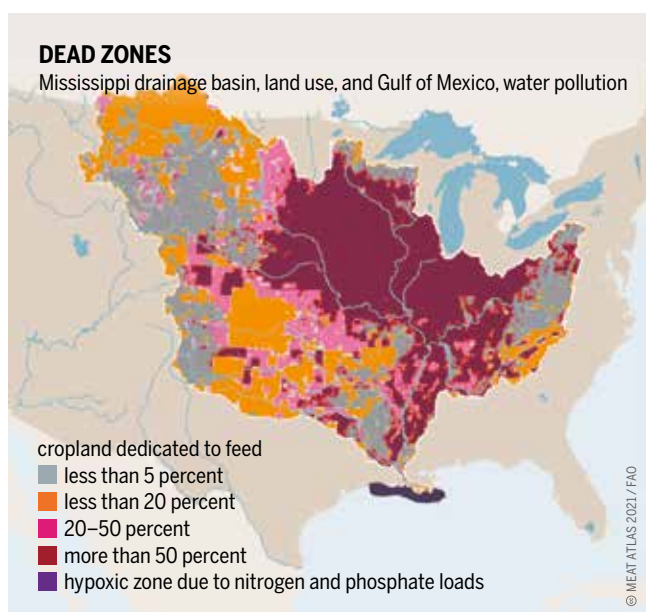 DEAD ZONES
Mississippi drainage basin, land use, and Gulf of Mexico, water pollution
cropland dedicated to feed
less than 5 percent
less than 20 percent
20–50 percent
more than 50 percent
hypoxic zone due to nitrogen and phosphate loads
© MEAT ATLAS 2021 / FAO